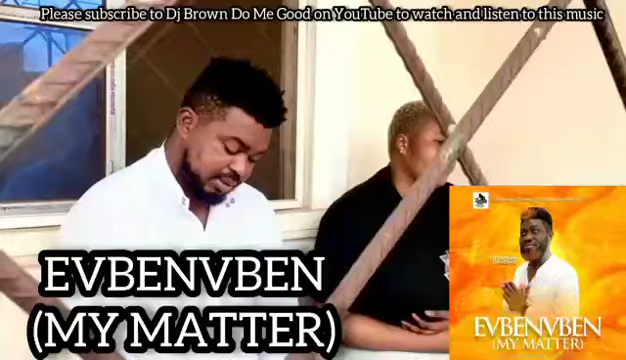 Please subscribe to Dj Brown Do Me Good on YouTube to watch and listen to this music
EVBENVBEN
(MY MATTER)
EVBENVBEN
(MY MATTER)